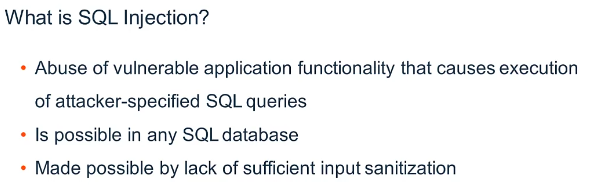 What is SQL Injection?
• Abuse of vulnerable application functionality that causes execution
of attacker-specified SQL queries
• Is possible in any SQL database
• Made possible by lack of sufficient input sanitization